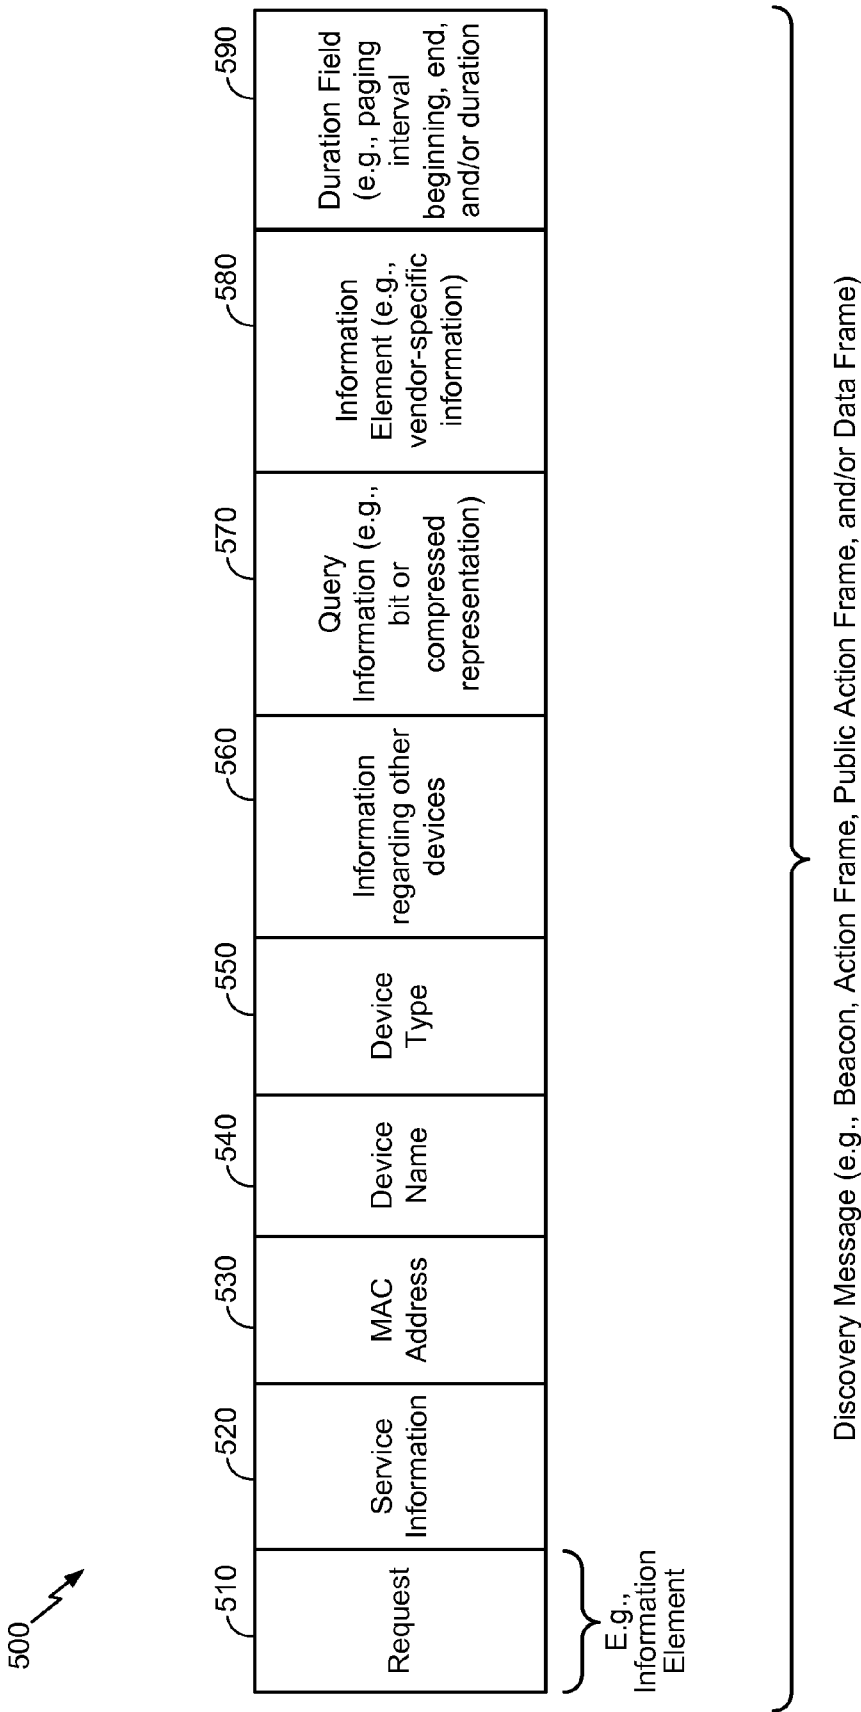 500
510
Request
520
Service
Information
530
MAC
Address
540
Device
Name
550
Device
Type
560
Information
regarding other
devices
570
Query
Information (e.g.,
bit or
compressed
representation)
580
Information
Element (e.g.,
vendor-specific
information)
590
Duration Field
(e.g., paging
interval
beginning, end,
and/or duration
E.g.,
Information
Element
Discovery Message (e.g., Beacon, Action Frame, Public Action Frame, and/or Data Frame)